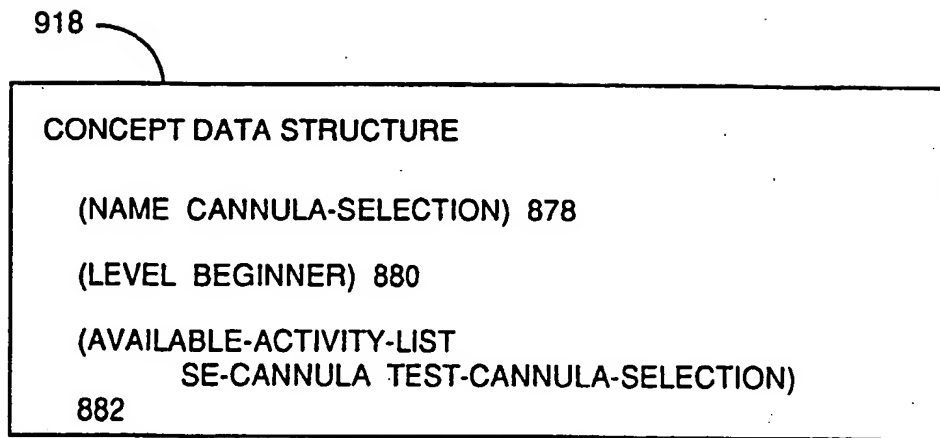 918
CONCEPT DATA STRUCTURE
(NAME CANNULA-SELECTION) 878
(LEVEL BEGINNER) 880
(AVAILABLE-ACTIVITY-LIST
SE-CANNULA TEST-CANNULA-SELECTION)
882